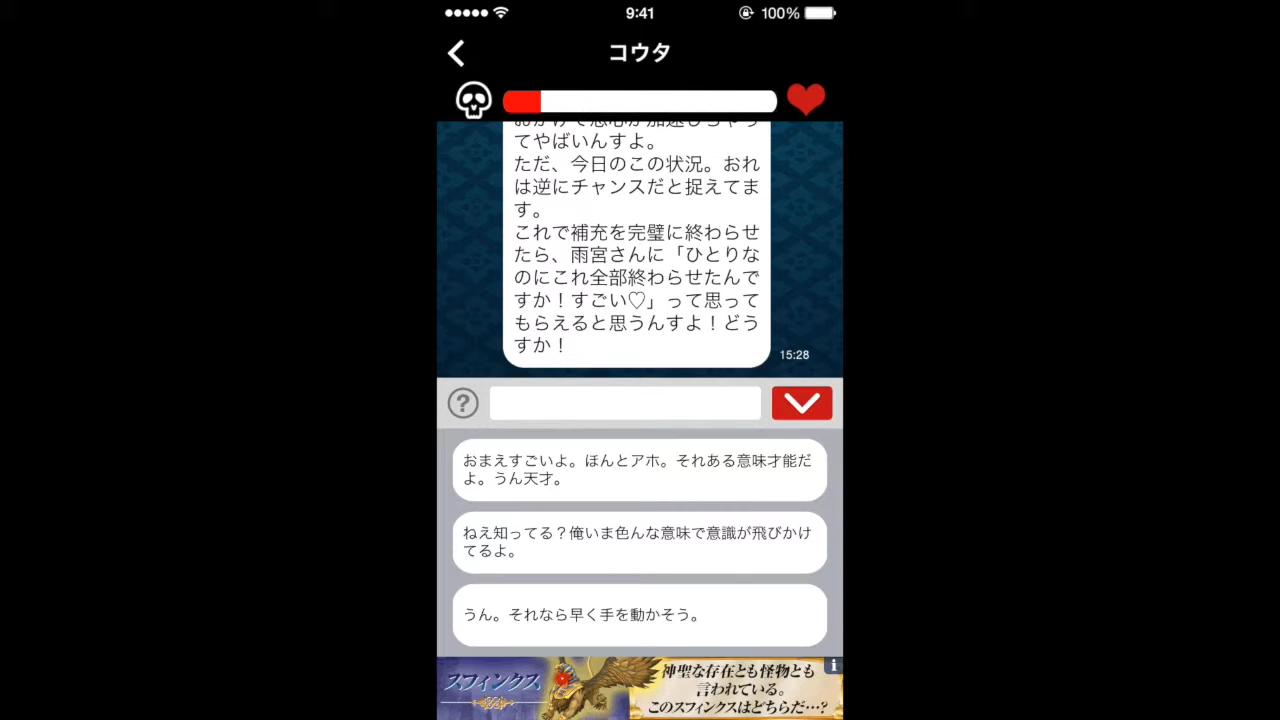 9:41
100%
コウタ
てやばいんすよ。
ただ、今日のこの状況。おれ
は逆にチャンスだと捉えてま
す。
これで補充を完璧に終わらせ
たら、雨宮さんに「ひとりな
のにこれ全部終わらせたんで
すか！すごい♡」って思って
もらえると思うんすよ！どう
すか！
15:28
?
おまえすごいよ。ほんとアホ。それある意味才能だ
よ。うん天才。
ねえ知ってる？俺いま色んな意味で意識が飛びかけ
てるよ。
うん。それなら早く手を動かそう。
スフィンクス
神聖な存在とも怪物とも
言われている。
このスフィンクスはどちらだ…?
i